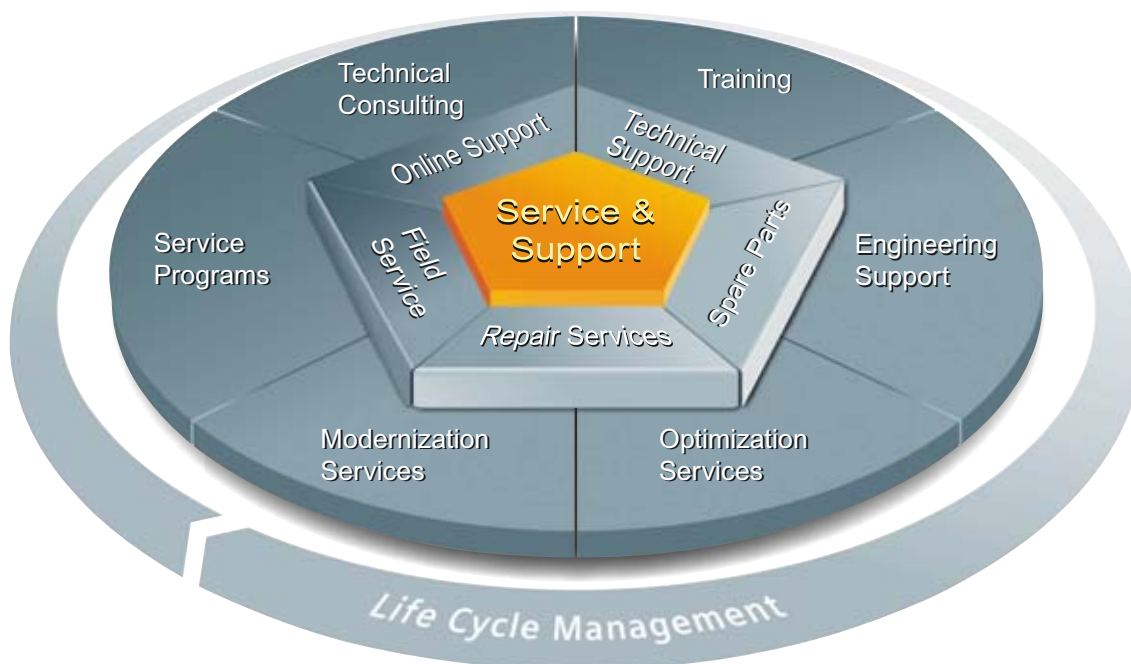 Technical
Consulting
Training
Online Support
Technical
Support
Service &
Support
Service
Programs
Field
Service
Spare Parts
Engineering
Support
Repair Services
Modernization
Services
Optimization
Services
Life Cycle Management